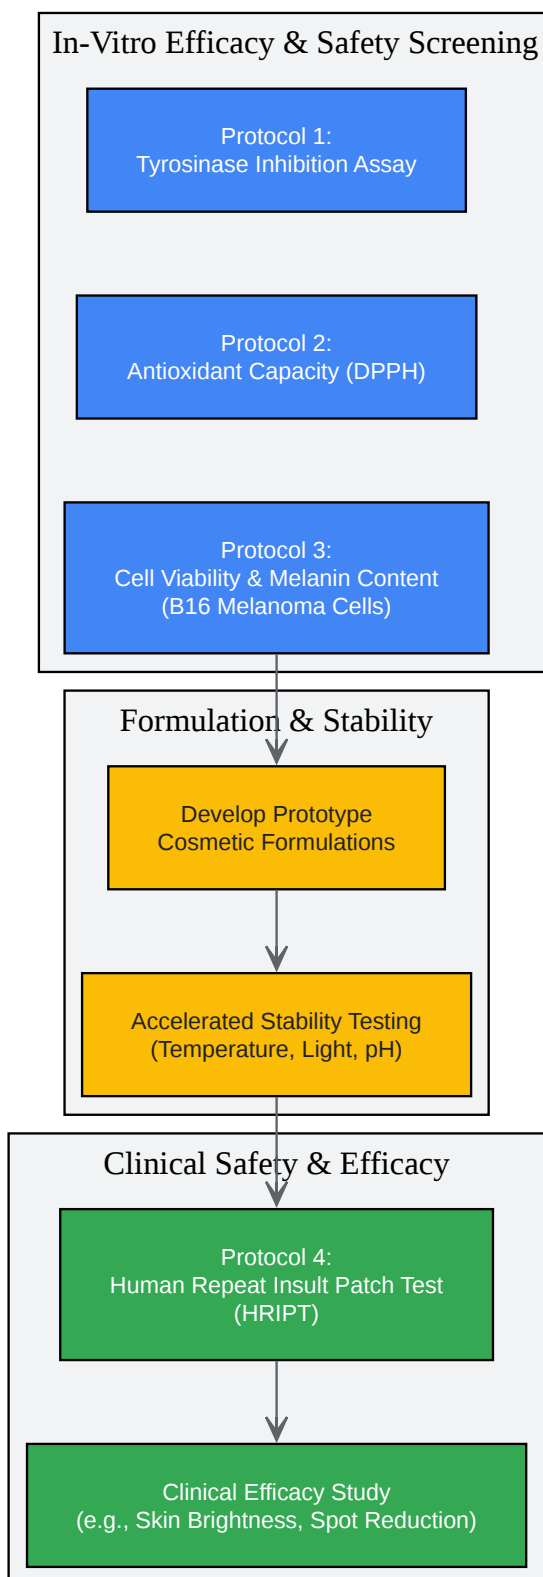 In-Vitro Efficacy & Safety Screening
Protocol 1:
Tyrosinase Inhibition Assay
Protocol 2:
Antioxidant Capacity (DPPH)
Protocol 3:
Cell Viability & Melanin Content
(B16 Melanoma Cells)
Formulation & Stability
Develop Prototype
Cosmetic Formulations
Accelerated Stability Testing
(Temperature, Light, pH)
Clinical Safety & Efficacy
Protocol 4:
Human Repeat Insult Patch Test
(HRIPT)
Clinical Efficacy Study
(e.g., Skin Brightness, Spot Reduction)